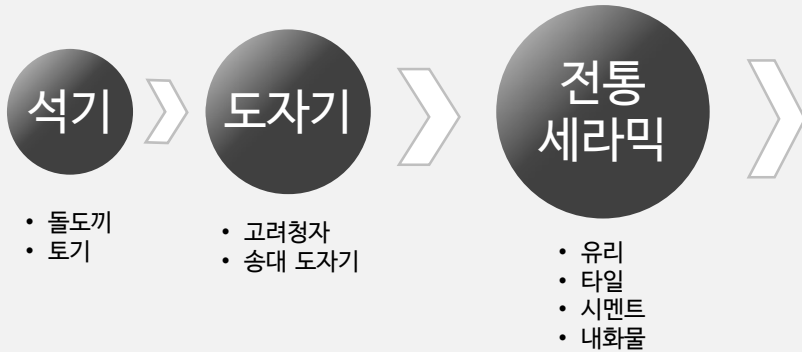 석기
도자기
전통
세라믹
• 돌도끼
• 토기
• 고려청자
• 송대 도자기
• 유리
• 타일
• 시멘트
• 내화물